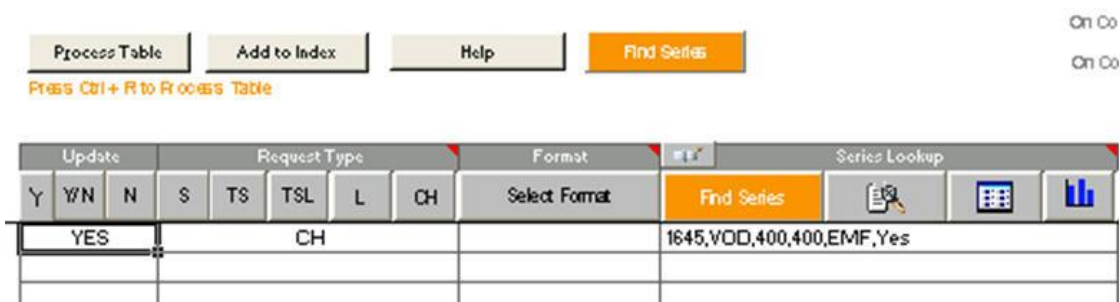 On Co
Process Table Add to Index Help Find Series
On Co
Press Ctrl + R to Process Table
Update Request Type Format Series Lookup
Y Y/N N S TS TSL L CH Select Format Find Series
YES CH 1645,VOD,400,400,EMF,Yes